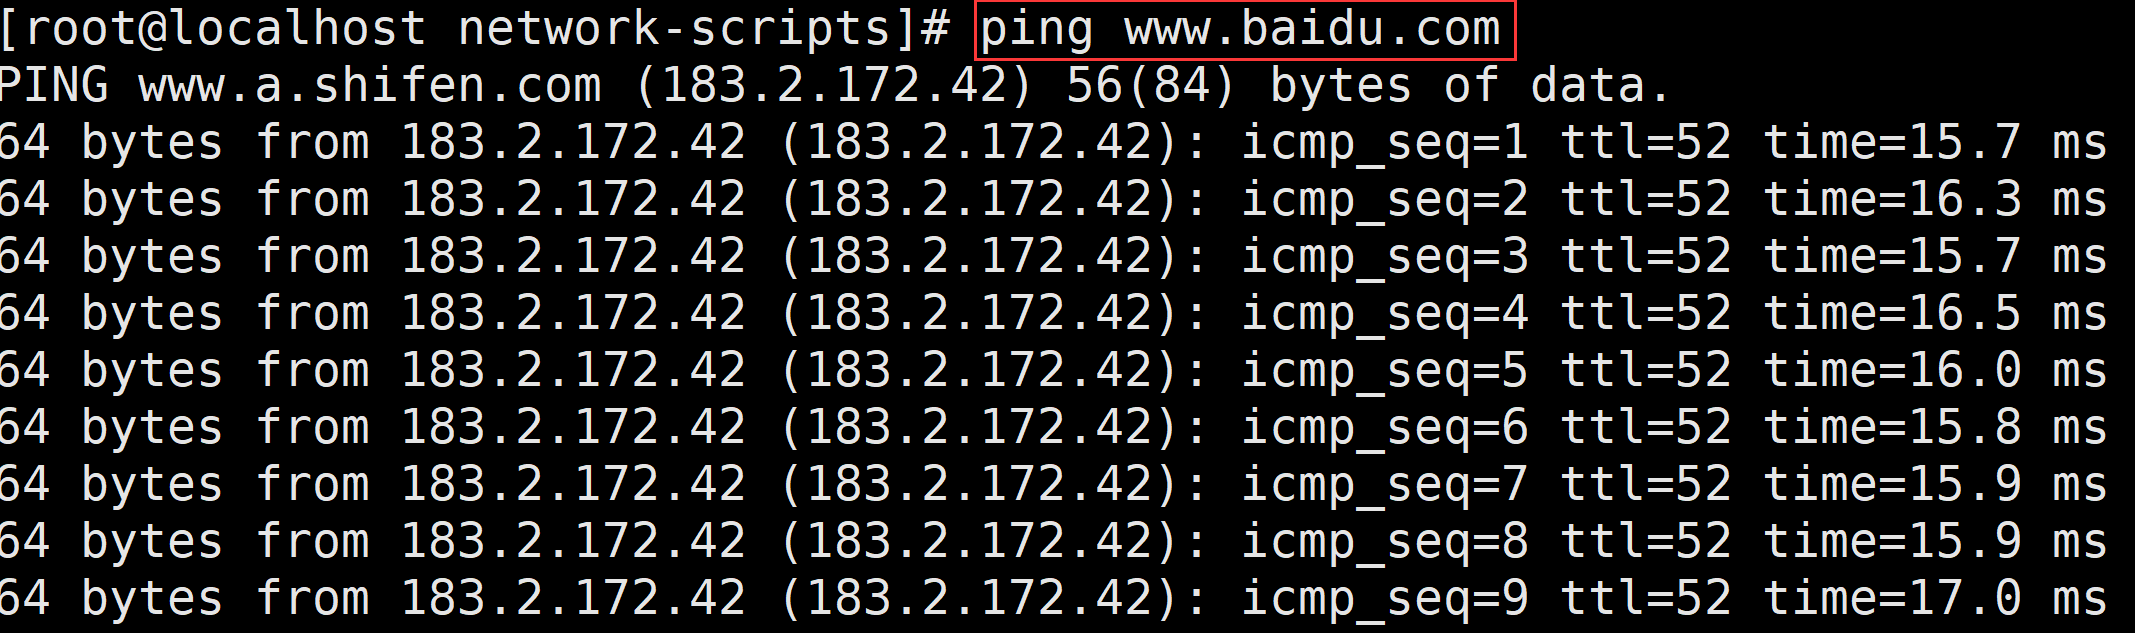 [root@localhost network-scripts]# ping www.baidu.com
PING www.a.shifen.com (183.2.172.42) 56(84) bytes of data.
64 bytes from 183.2.172.42 (183.2.172.42): icmp_seq=1 ttl=52 time=15.7 ms
64 bytes from 183.2.172.42 (183.2.172.42): icmp_seq=2 ttl=52 time=16.3 ms
64 bytes from 183.2.172.42 (183.2.172.42): icmp_seq=3 ttl=52 time=15.7 ms
64 bytes from 183.2.172.42 (183.2.172.42): icmp_seq=4 ttl=52 time=16.5 ms
64 bytes from 183.2.172.42 (183.2.172.42): icmp_seq=5 ttl=52 time=16.0 ms
64 bytes from 183.2.172.42 (183.2.172.42): icmp_seq=6 ttl=52 time=15.8 ms
64 bytes from 183.2.172.42 (183.2.172.42): icmp_seq=7 ttl=52 time=15.9 ms
64 bytes from 183.2.172.42 (183.2.172.42): icmp_seq=8 ttl=52 time=15.9 ms
64 bytes from 183.2.172.42 (183.2.172.42): icmp_seq=9 ttl=52 time=17.0 ms